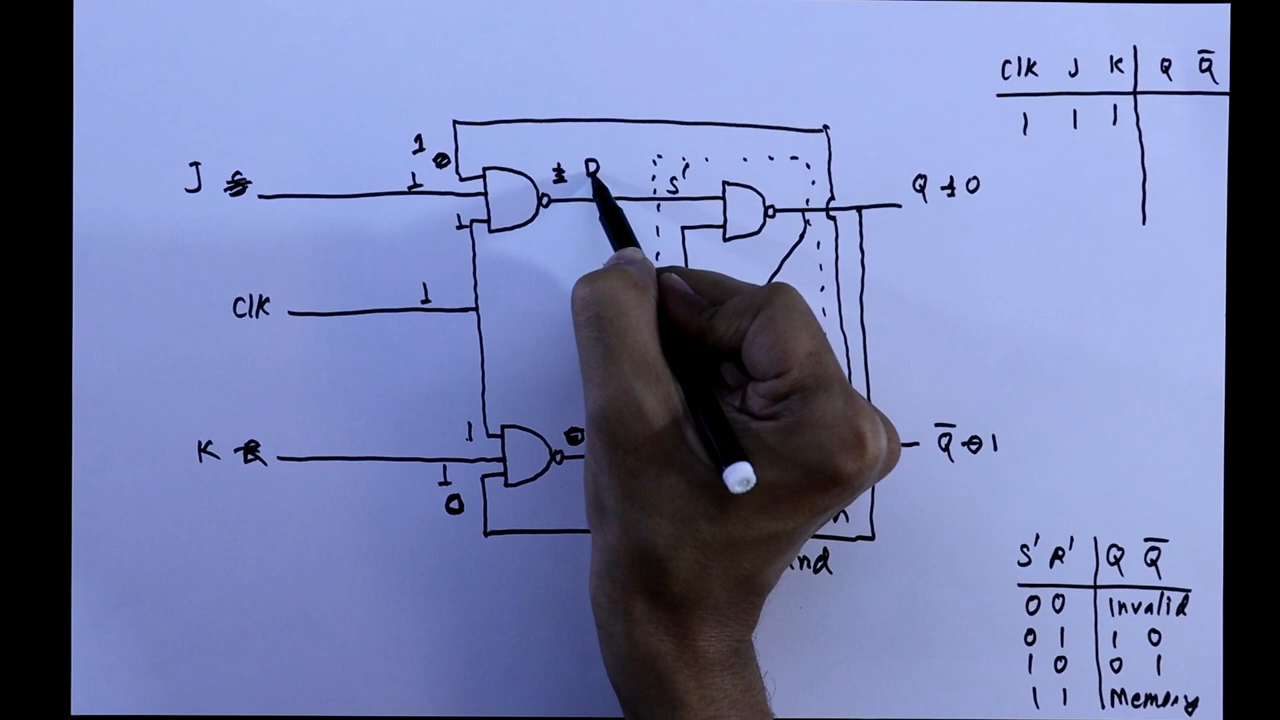 Clk J K Q Q̅
1 1 1
1
0
J 1
1 0
S'
Q 0
1
Clk 1
K 1
0
1
0
Q̅ 1
nd
S' R' Q Q̅
0 0 Invalid
0 1 1 0
1 0 0 1
1 1 Memory